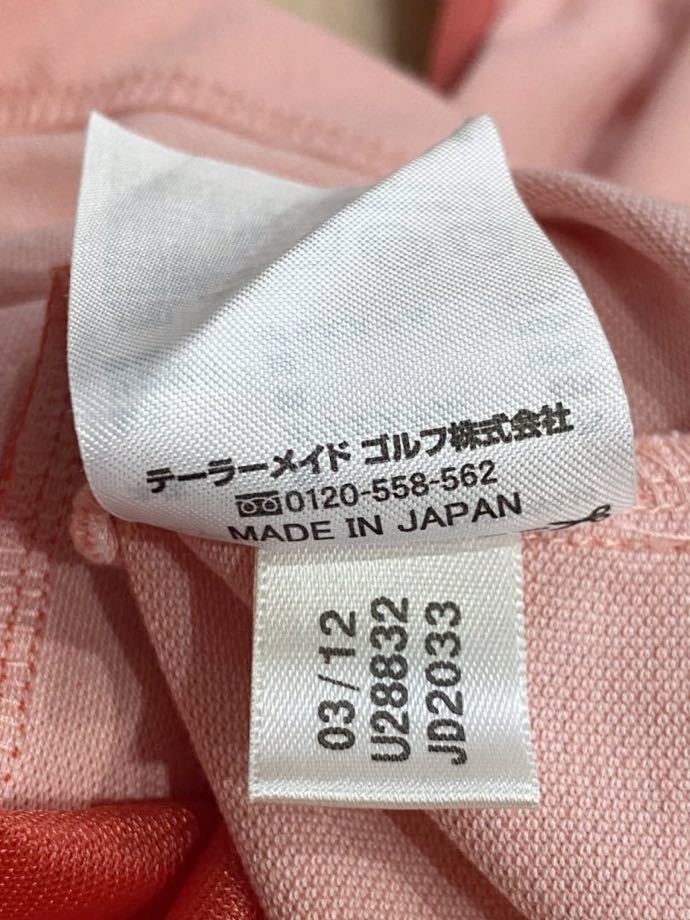 テーラーメイド ゴルフ株式会社
0120-558-562
MADE IN JAPAN
03/12
U28832
JD2033